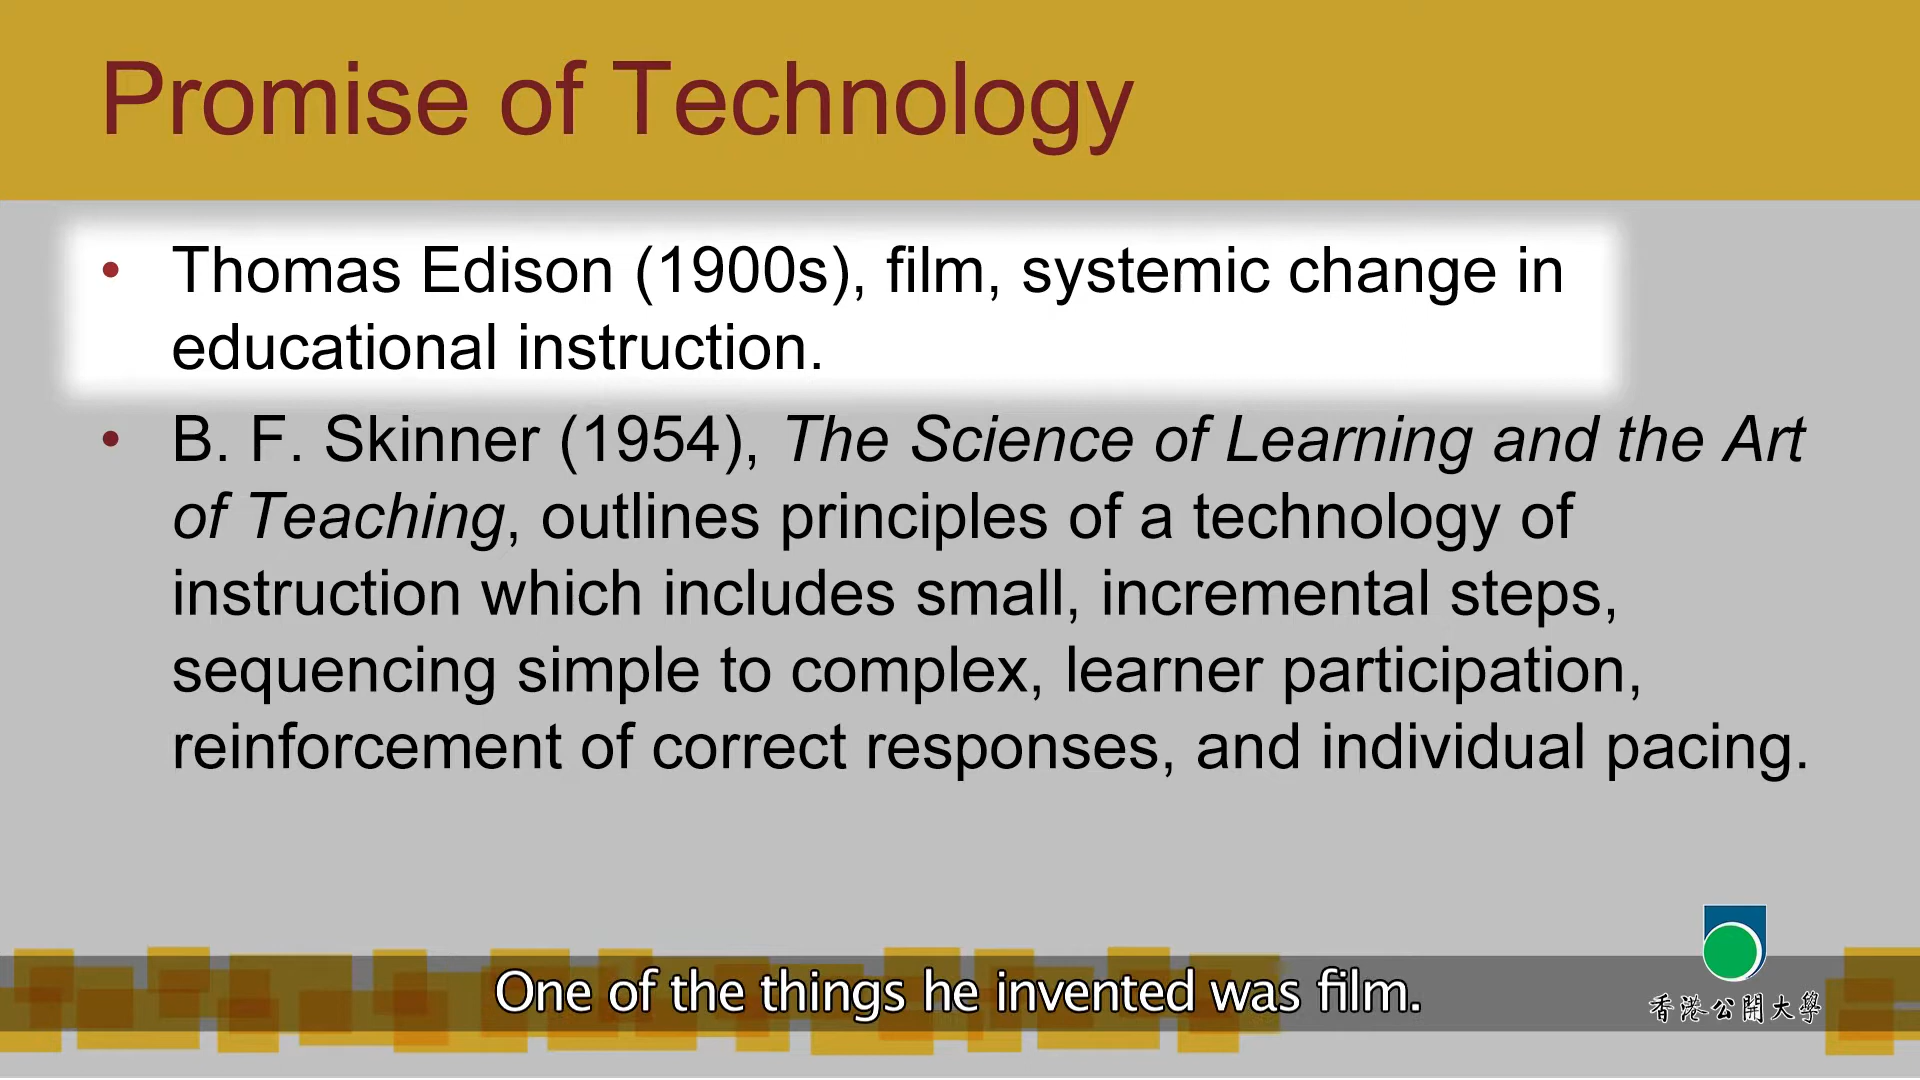 Promise of Technology
• Thomas Edison (1900s), film, systemic change in
educational instruction.
• B. F. Skinner (1954), The Science of Learning and the Art
of Teaching, outlines principles of a technology of
instruction which includes small, incremental steps,
sequencing simple to complex, learner participation,
reinforcement of correct responses, and individual pacing.
One of the things he invented was film.
香港公開大學